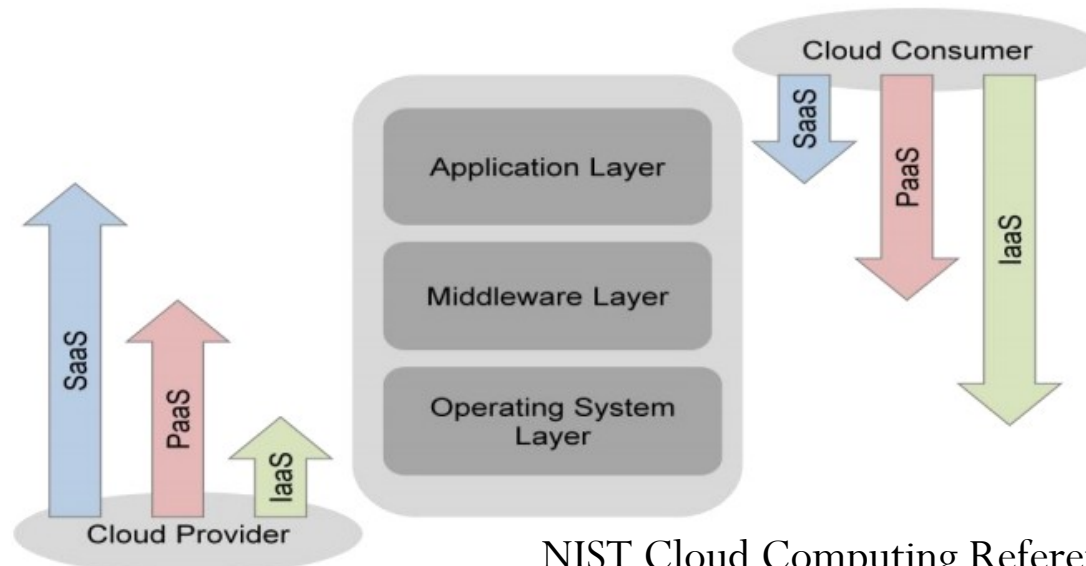 Cloud Consumer
SaaS
PaaS
IaaS
Application Layer
Middleware Layer
Operating System
Layer
SaaS
PaaS
IaaS
Cloud Provider
NIST Cloud Computing Refere